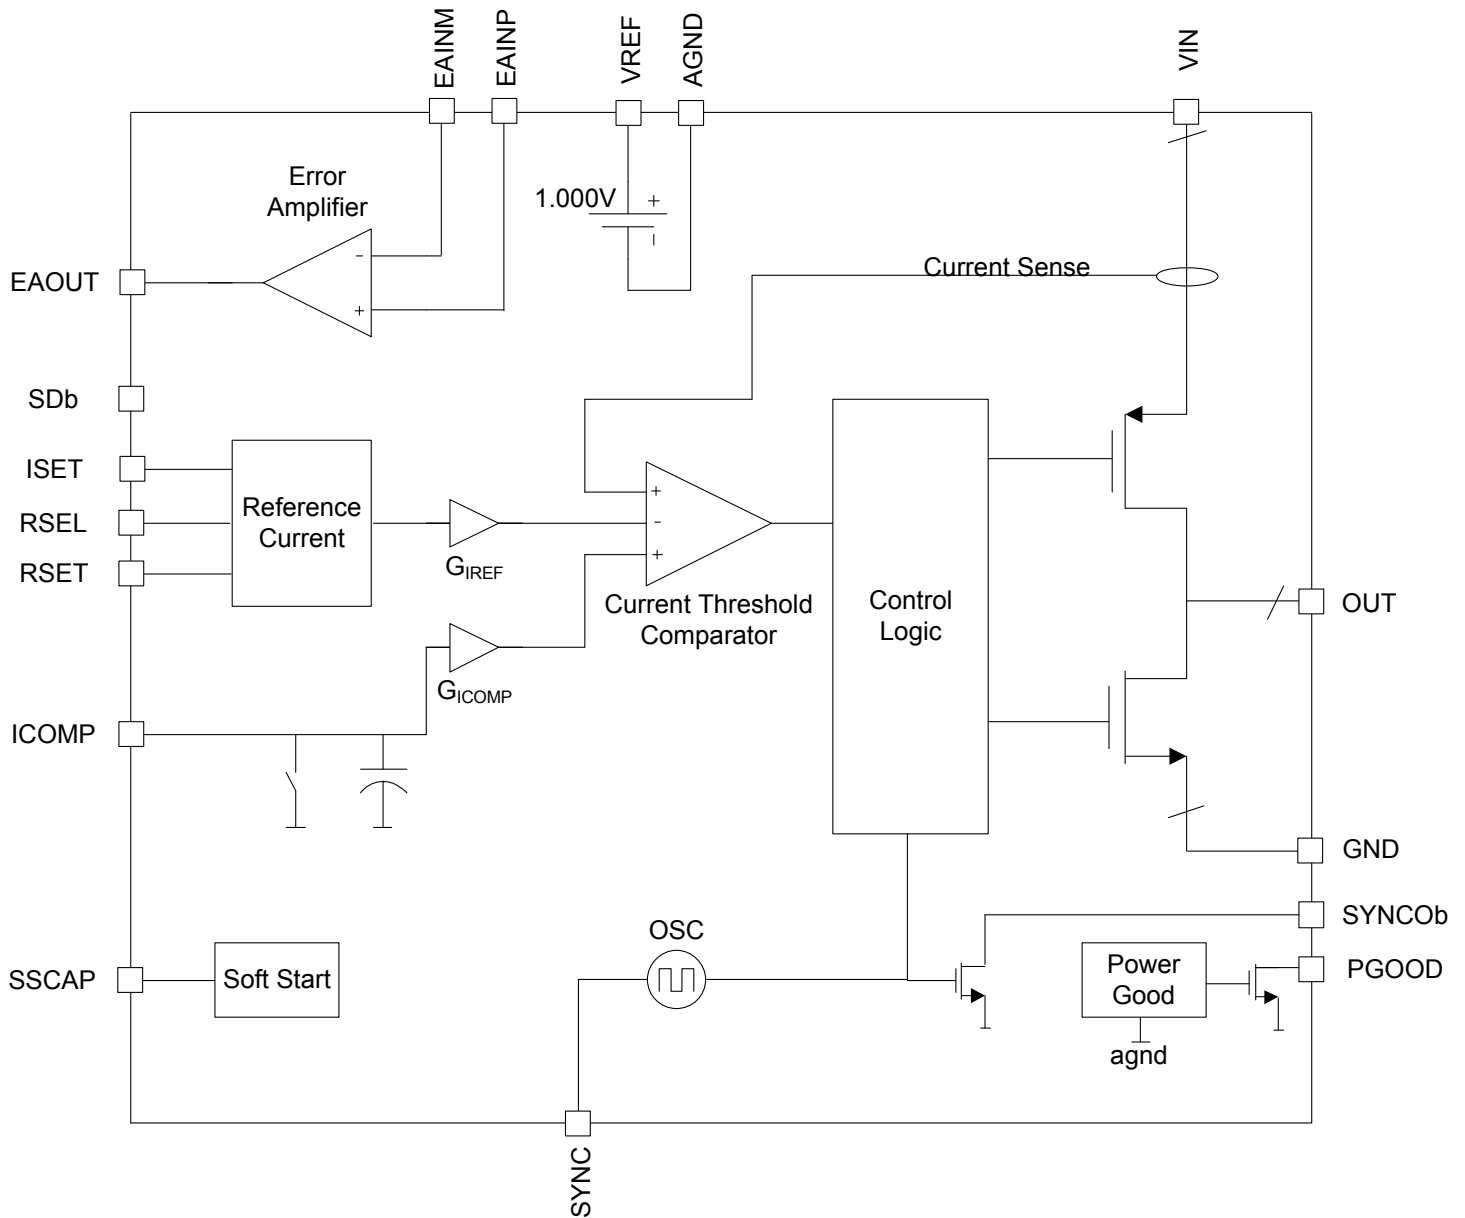 EAINM
EAINP
VREF
AGND
VIN
Error
Amplifier
1.000V
+
-
Current Sense
EAOUT
-
+
SDb
ISET
RSEL
RSET
Reference
Current
GIREF
+
-
+
Current Threshold
Comparator
Control
Logic
OUT
GICOMP
ICOMP
GND
SYNCOb
OSC
SSCAP
Soft Start
Power
Good
PGOOD
agnd
SYNC